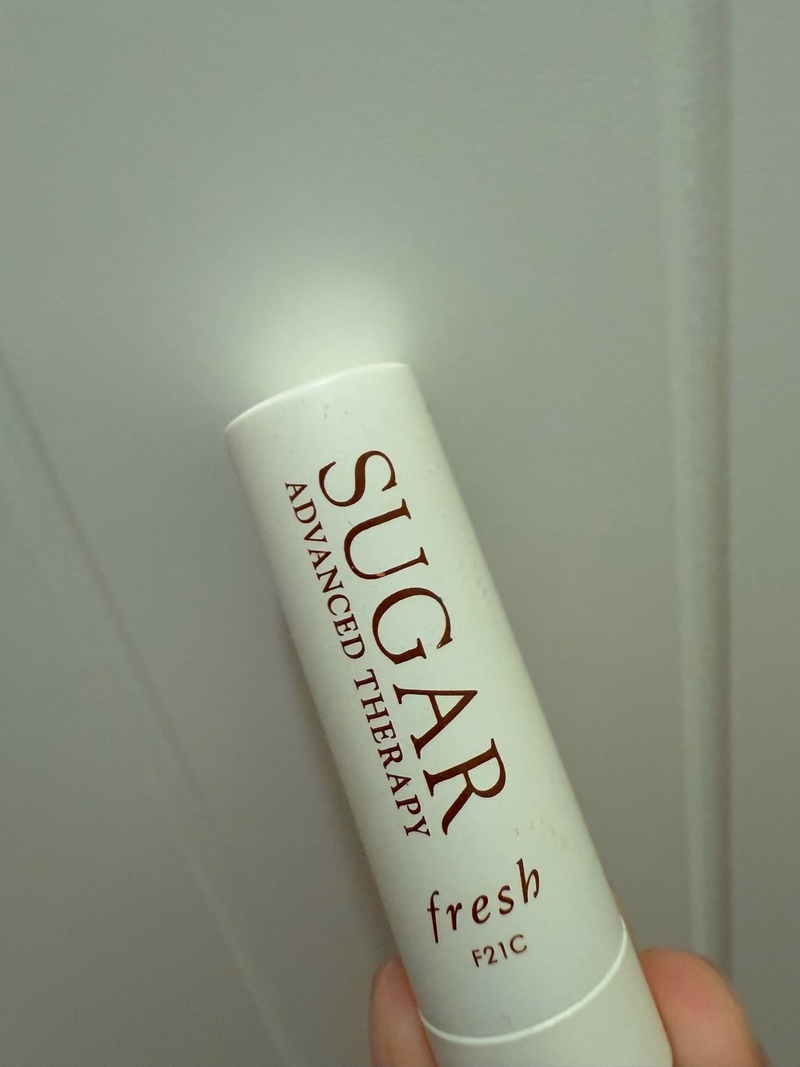 SUGAR
ADVANCED THERAPY
fresh
F21C